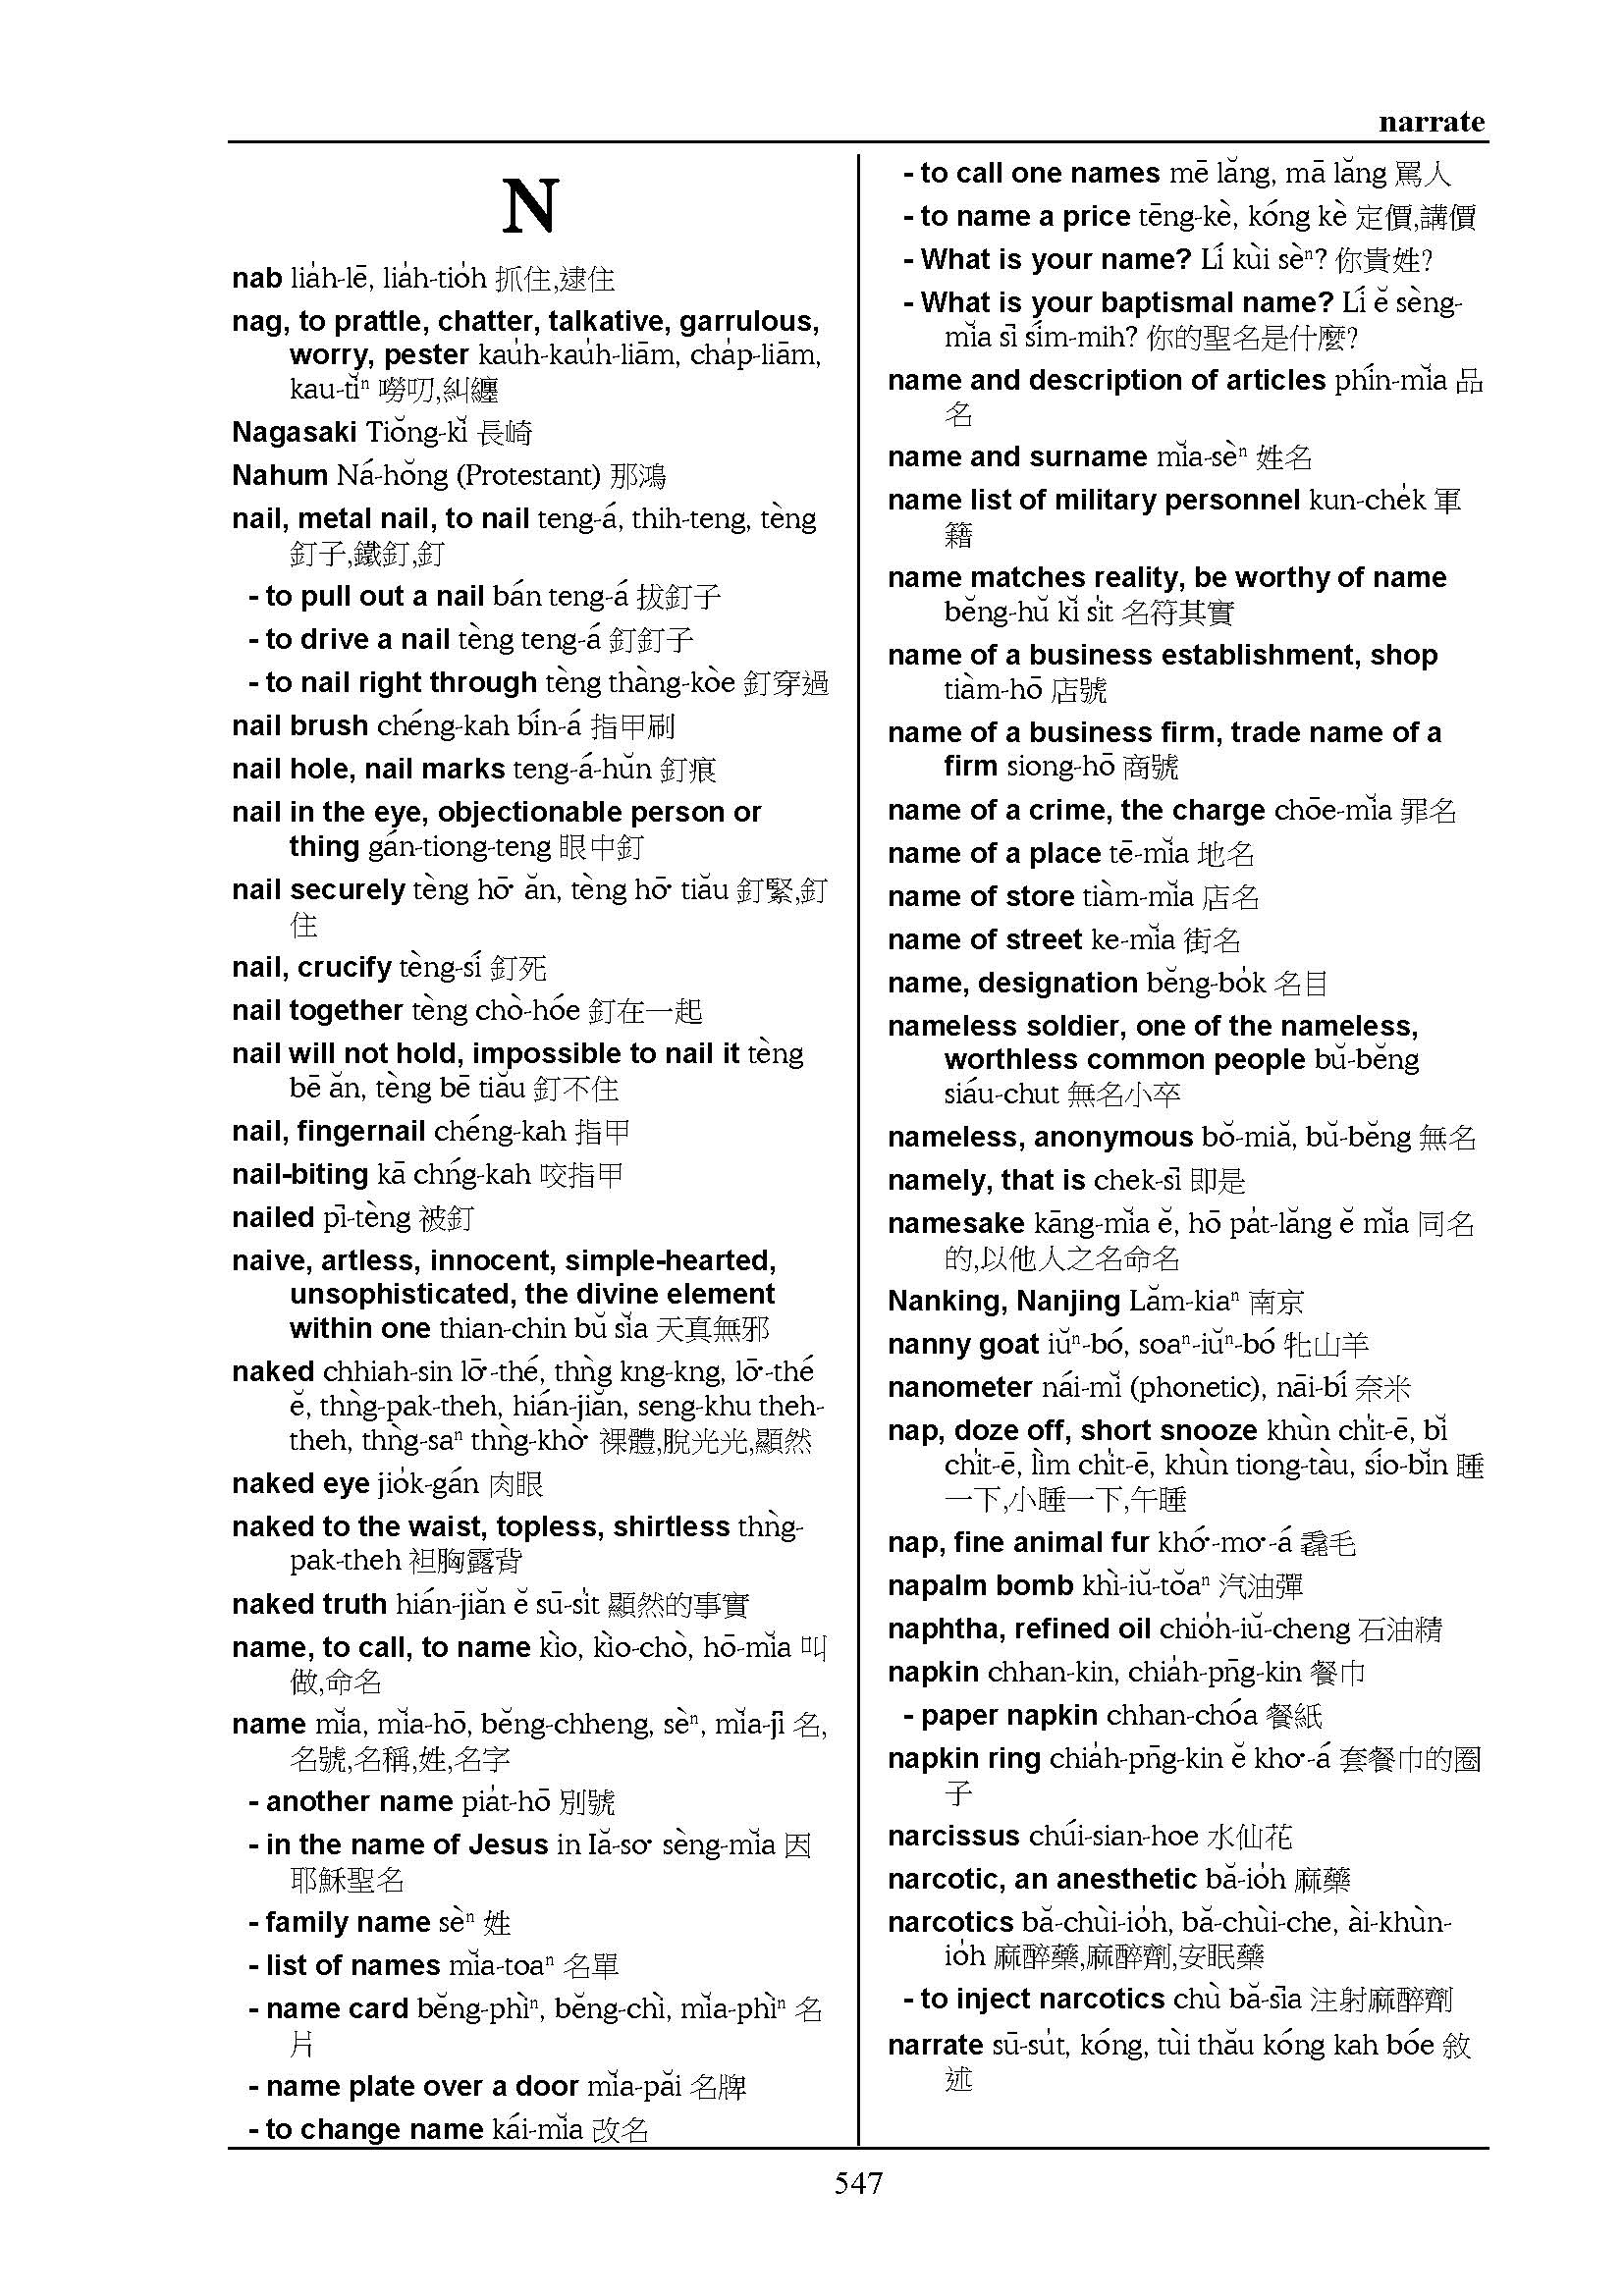 narrate
N
nab lia̍h-lē, lia̍h-tio̍h 抓住,逮住
nag, to prattle, chatter, talkative, garrulous,
worry, pester kau̍h-kau̍h-liām, cha̍p-liām,
kau-tĭⁿ 嘮叨,糾纏
Nagasaki Tiŏng-kĭ 長崎
Nahum Ná-hŏng (Protestant) 那鴻
nail, metal nail, to nail teng-á, thih-teng, tèng
釘子,鐵釘,釘
- to pull out a nail bán teng-á 拔釘子
- to drive a nail tèng teng-á 釘釘子
- to nail right through tèng thàng-kòe 釘穿過
nail brush chéng-kah bín-á 指甲刷
nail hole, nail marks teng-á-hŭn 釘痕
nail in the eye, objectionable person or
thing gán-tiong-teng 眼中釘
nail securely tèng hō͘ ăn, tèng hō͘ tiău 釘緊,釘
住
nail, crucify tèng-sí 釘死
nail together tèng chò-hóe 釘在一起
nail will not hold, impossible to nail it tèng
bē ăn, tèng bē tiău 釘不住
nail, fingernail chéng-kah 指甲
nail-biting kā chńg-kah 咬指甲
nailed pī-tèng 被釘
naive, artless, innocent, simple-hearted,
unsophisticated, the divine element
within one thian-chin bŭ sĭa 天真無邪
naked chhiah-sin lō͘-thé, thǹg kng-kng, lō͘-thé
ĕ, thǹg-pak-theh, hián-jiăn, seng-khu theh-
theh, thǹg-saⁿ thǹg-khò͘ 裸體,脫光光,顯然
naked eye jio̍k-gán 肉眼
naked to the waist, topless, shirtless thǹg-
pak-theh 袒胸露背
naked truth hián-jiăn ĕ sū-si̍t 顯然的事實
name, to call, to name kìo, kìo-chò, hō-mĭa 叫
做,命名
name mĭa, mĭa-hō, bĕng-chheng, sèⁿ, mĭa-jī 名,
名號,名稱,姓,名字
- another name pia̍t-hō 別號
- in the name of Jesus in Iă-so͘ sèng-mĭa 因
耶穌聖名
- family name sèⁿ 姓
- list of names mĭa-toaⁿ 名單
- name card bĕng-phìⁿ, bĕng-chì, mĭa-phìⁿ 名
片
- name plate over a door mĭa-păi 名牌
- to change name kái-mĭa 改名
- to call one names mē lăng, mā lăng 罵人
- to name a price tēng-kè, kóng kè 定價,講價
- What is your name? Lí kùi sèⁿ? 你貴姓?
- What is your baptismal name? Lí ĕ sèng-
mĭa sī sím-mih? 你的聖名是什麼?
name and description of articles phín-mĭa 品
名
name and surname mĭa-sèⁿ 姓名
name list of military personnel kun-che̍k 軍
籍
name matches reality, be worthy of name
bĕng-hŭ kĭ si̍t 名符其實
name of a business establishment, shop
tiàm-hō 店號
name of a business firm, trade name of a
firm siong-hō 商號
name of a crime, the charge chōe-mĭa 罪名
name of a place tē-mĭa 地名
name of store tiàm-mĭa 店名
name of street ke-mĭa 街名
name, designation bĕng-bo̍k 名目
nameless soldier, one of the nameless,
worthless common people bŭ-bĕng
siáu-chut 無名小卒
nameless, anonymous bŏ-miă, bŭ-bĕng 無名
namely, that is chek-sī 即是
namesake kāng-mĭa ĕ, hō pa̍t-lăng ĕ mĭa 同名
的,以他人之名命名
Nanking, Nanjing Lăm-kiaⁿ 南京
nanny goat iŭⁿ-bó, soaⁿ-iŭⁿ-bó 牝山羊
nanometer nái-mĭ (phonetic), nāi-bí 奈米
nap, doze off, short snooze khùn chi̍t-ē, bĭ
chi̍t-ē, lìm chi̍t-ē, khùn tiong-tàu, sío-bĭn 睡
一下,小睡一下,午睡
nap, fine animal fur khó͘-mo͘-á 毳毛
napalm bomb khì-iŭ-tŏaⁿ 汽油彈
naphtha, refined oil chio̍h-iŭ-cheng 石油精
napkin chhan-kin, chia̍h-pn̄g-kin 餐巾
- paper napkin chhan-chóa 餐紙
napkin ring chia̍h-pn̄g-kin ĕ kho͘-á 套餐巾的圈
子
narcissus chúi-sian-hoe 水仙花
narcotic, an anesthetic bă-io̍h 麻藥
narcotics bă-chùi-io̍h, bă-chùi-che, ài-khùn-
io̍h 麻醉藥,麻醉劑,安眠藥
- to inject narcotics chù bă-sīa 注射麻醉劑
narrate sū-su̍t, kóng, tùi thău kóng kah bóe 敘
述
547